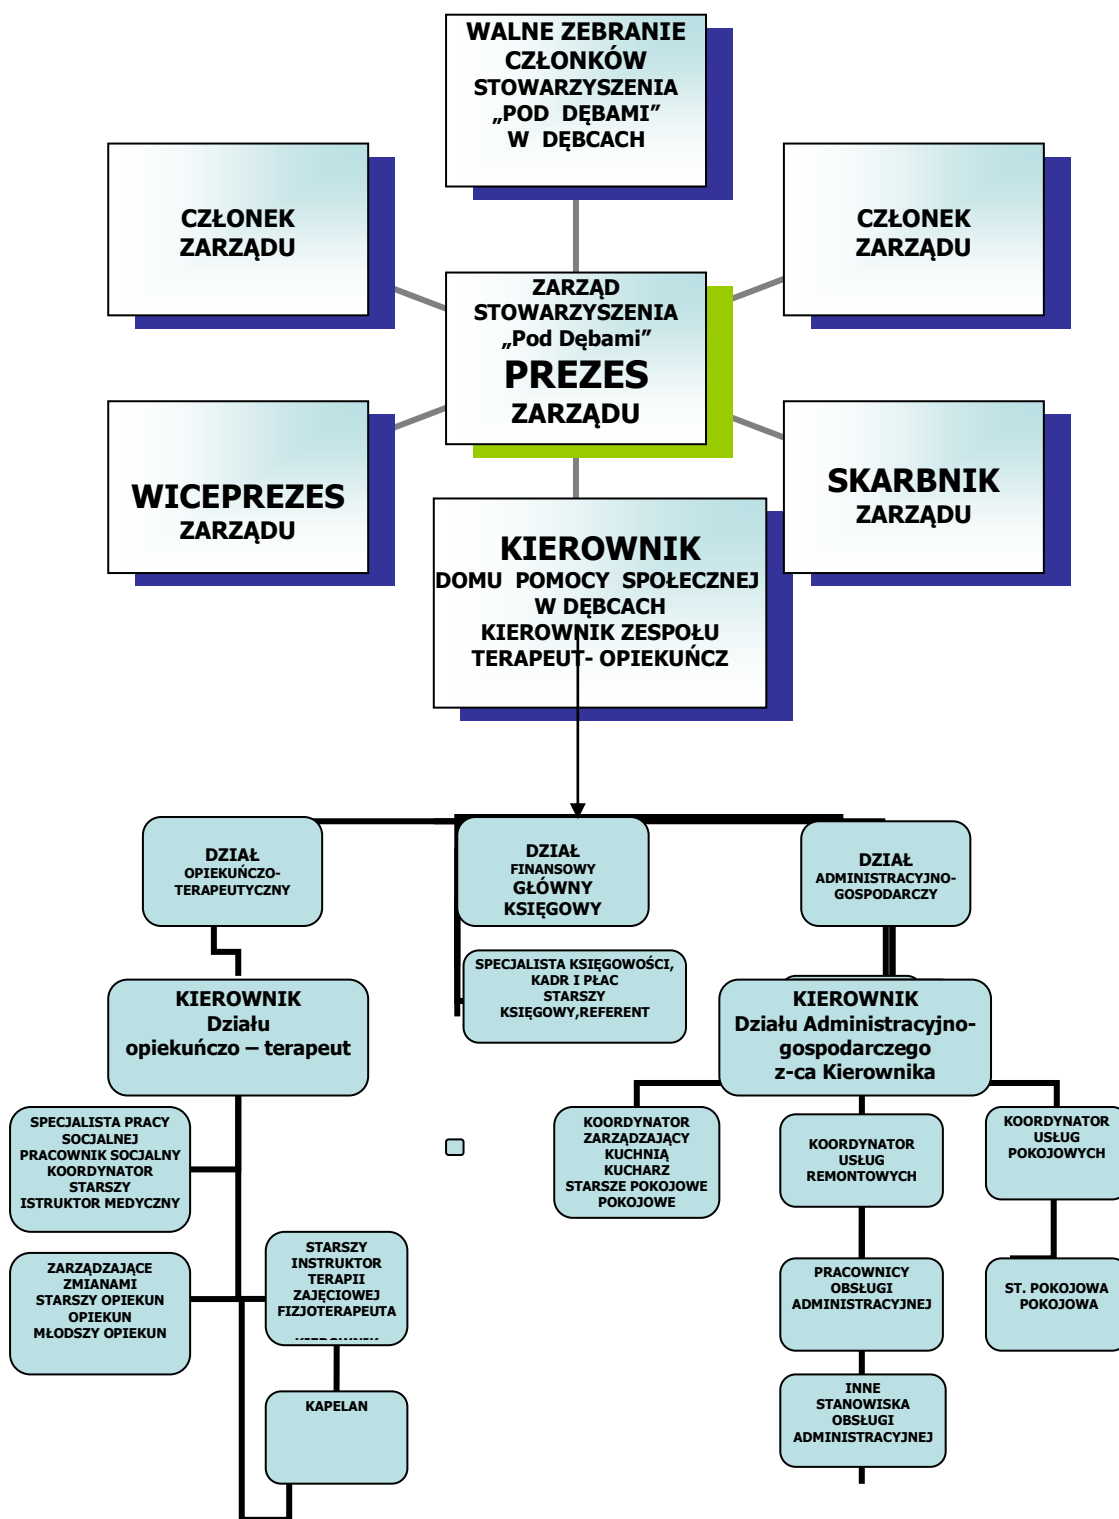 WALNE ZEBRANIE
CZŁONKÓW
STOWARZYSZENIA
„POD DĘBAMI”
W DĘBCACH
CZŁONEK
ZARZĄDU
CZŁONEK
ZARZĄDU
ZARZĄD
STOWARZYSZENIA
„Pod Dębami”
PREZES
ZARZĄDU
WICEPREZES
ZARZĄDU
SKARBNIK
ZARZĄDU
KIEROWNIK
DOMU POMOCY SPOŁECZNEJ
W DĘBCACH
KIEROWNIK ZESPOŁU
TERAPEUT- OPIEKUŃCZ
DZIAŁ
OPIEKUŃCZO-
TERAPEUTYCZNY
DZIAŁ
FINANSOWY
GŁÓWNY
KSIĘGOWY
DZIAŁ
ADMINISTRACYJNO-
GOSPODARCZY
SPECJALISTA KSIĘGOWOŚCI,
KADR I PŁAC
STARSZY
KSIĘGOWY,REFERENT
KIEROWNIK
Działu
opiekuńczo – terapeut
KIEROWNIK
Działu Administracyjno-
gospodarczego
z-ca Kierownika
SPECJALISTA PRACY
SOCJALNEJ
PRACOWNIK SOCJALNY
KOORDYNATOR
STARSZY
ISTRUKTOR MEDYCZNY
KOORDYNATOR
ZARZĄDZAJĄCY
KUCHNIĄ
KUCHARZ
STARSZE POKOJOWE
POKOJOWE
KOORDYNATOR
USŁUG
REMONTOWYCH
KOORDYNATOR
USŁUG
POKOJOWYCH
ZARZĄDZAJĄCE
ZMIANAMI
STARSZY OPIEKUN
OPIEKUN
MŁODSZY OPIEKUN
STARSZY
INSTRUKTOR
TERAPII
ZAJĘCIOWEJ
FIZJOTERAPEUTA
PRACOWNICY
OBSŁUGI
ADMINISTRACYJNEJ
ST. POKOJOWA
POKOJOWA
KAPELAN
INNE
STANOWISKA
OBSŁUGI
ADMINISTRACYJNEJ